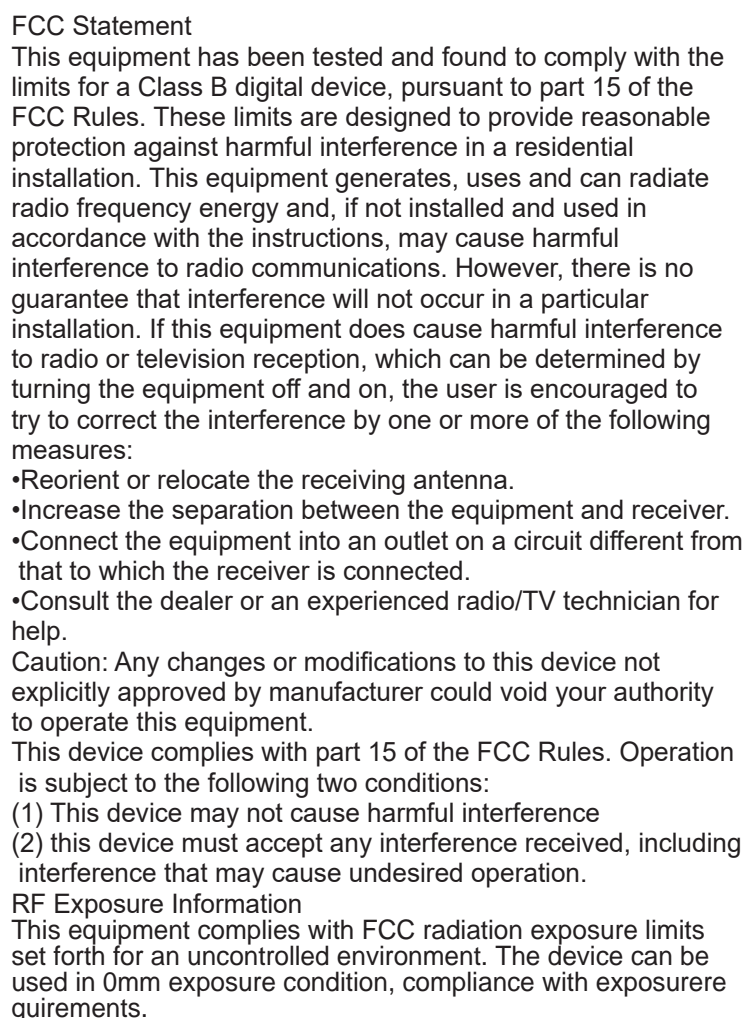 FCC Statement
This equipment has been tested and found to comply with the
limits for a Class B digital device, pursuant to part 15 of the
FCC Rules. These limits are designed to provide reasonable
protection against harmful interference in a residential
installation. This equipment generates, uses and can radiate
radio frequency energy and, if not installed and used in
accordance with the instructions, may cause harmful
interference to radio communications. However, there is no
guarantee that interference will not occur in a particular
installation. If this equipment does cause harmful interference
to radio or television reception, which can be determined by
turning the equipment off and on, the user is encouraged to
try to correct the interference by one or more of the following
measures:
•Reorient or relocate the receiving antenna.
•Increase the separation between the equipment and receiver.
•Connect the equipment into an outlet on a circuit different from
that to which the receiver is connected.
•Consult the dealer or an experienced radio/TV technician for
help.
Caution: Any changes or modifications to this device not
explicitly approved by manufacturer could void your authority
to operate this equipment.
This device complies with part 15 of the FCC Rules. Operation
is subject to the following two conditions:
(1) This device may not cause harmful interference
(2) this device must accept any interference received, including
interference that may cause undesired operation.
RF Exposure Information
This equipment complies with FCC radiation exposure limits
set forth for an uncontrolled environment. The device can be
used in 0mm exposure condition, compliance with exposurere
quirements.